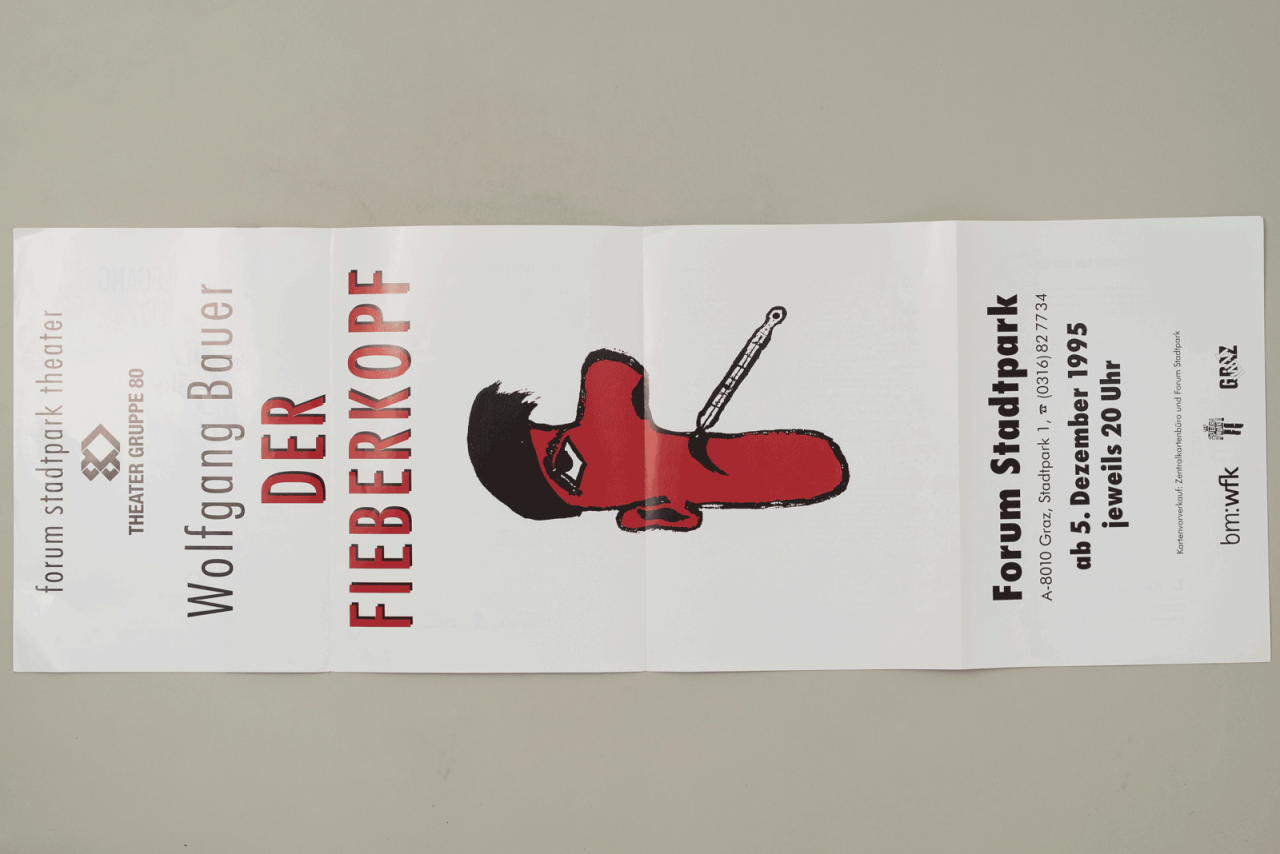 forum stadtpark theater
80
THEATER GRUPPE 80
Wolfgang Bauer
DER
FIEBERKOPF
Forum Stadtpark
A-8010 Graz, Stadtpark 1, ☎ (0316) 82 77 34
ab 5. Dezember 1995
jeweils 20 Uhr
Kartenvorverkauf: Zentralkartenbüro und Forum Stadtpark
bm:wfk
GRAZ